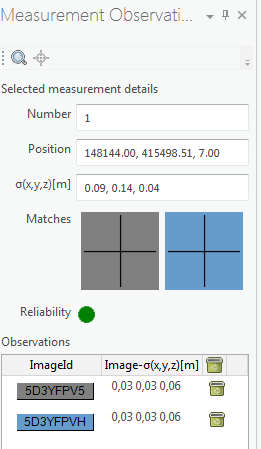 Measurement Observati...
Selected measurement details
Number 1
Position 148144.00, 415498.51, 7.00
σ(x,y,z)[m] 0.09, 0.14, 0.04
Matches
Reliability
Observations
ImageId Image-σ(x,y,z)[m]
5D3YFPV5 0,03 0,03 0,06
5D3YFPVH 0,03 0,03 0,06